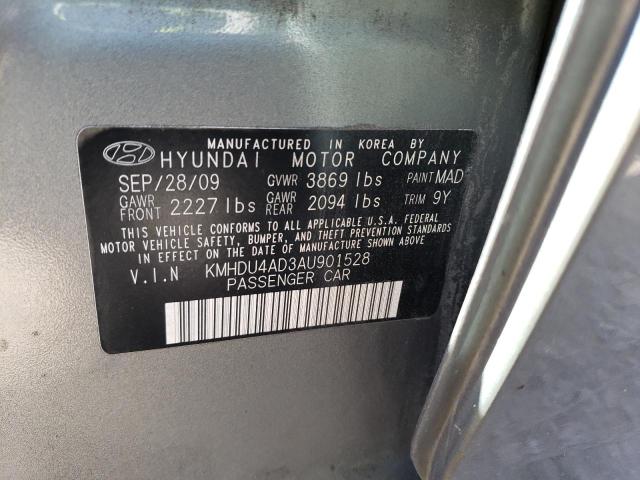 MANUFACTURED IN KOREA BY
HYUNDAI MOTOR COMPANY
SEP/28/09 GVWR 3869 lbs PAINT MAD
GAWR FRONT 2227 lbs GAWR REAR 2094 lbs TRIM 9Y
THIS VEHICLE CONFORMS TO ALL APPLICABLE U.S.A. FEDERAL
MOTOR VEHICLE SAFETY, BUMPER, AND THEFT PREVENTION
STANDARDS IN EFFECT ON THE DATE OF MANUFACTURE SHOWN ABOVE.
V.I.N KMHDU4AD3AU901528
PASSENGER CAR